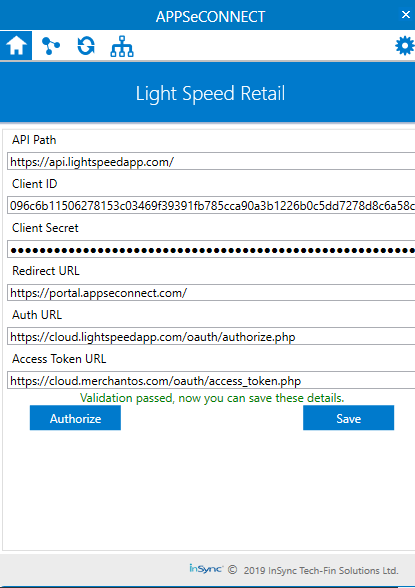 APPSeCONNECT
Light Speed Retail
API Path
https://api.lightspeedapp.com/
Client ID
096c6b11506278153c03469f39391fb785cca90a3b1226b0c5dd7278d8c6a58c
Client Secret
Redirect URL
https://portal.appseconnect.com/
Auth URL
https://cloud.lightspeedapp.com/oauth/authorize.php
Access Token URL
https://cloud.merchantos.com/oauth/access_token.php
Validation passed, now you can save these details.
Authorize Save
InSync © 2019 InSync Tech-Fin Solutions Ltd.